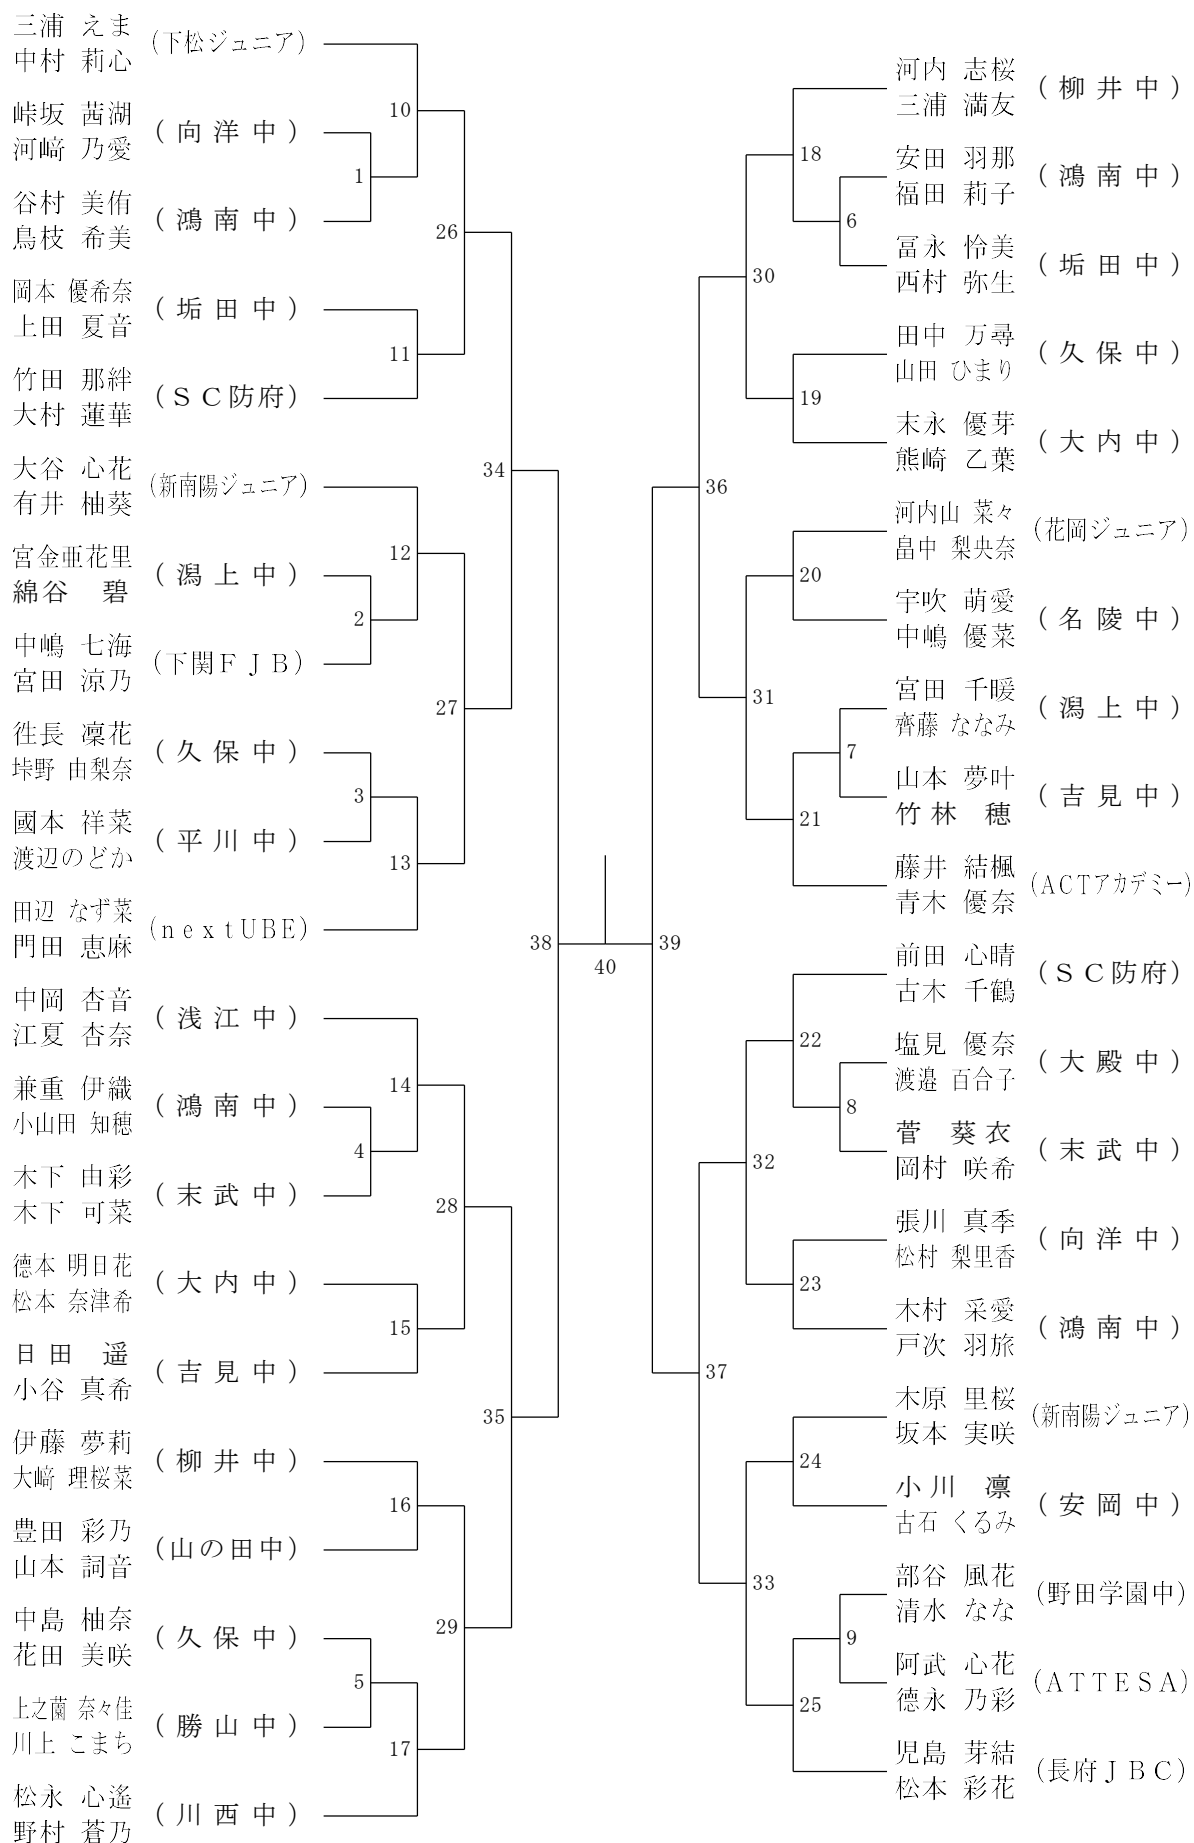 三浦 えま
中村 莉心
(下松ジュニア)
峠坂 茜湖
河﨑 乃愛
(向洋中)
谷村 美侑
鳥枝 希美
(鴻南中)
岡本 優希奈
上田 夏音
(垢田中)
竹田 那絆
大村 蓮華
(ＳＣ防府)
大谷 心花
有井 柚葵
(新南陽ジュニア)
宮金亜花里
綿谷 碧
(潟上中)
中嶋 七海
宮田 涼乃
(下関ＦＪＢ)
徃長 凜花
垰野 由梨奈
(久保中)
國本 祥菜
渡辺のどか
(平川中)
田辺 なず菜
門田 恵麻
(ｎｅｘｔUBE)
中岡 杏音
江夏 杏奈
(浅江中)
兼重 伊織
小山田 知穂
(鴻南中)
木下 由彩
木下 可菜
(末武中)
德本 明日花
松本 奈津希
(大内中)
日田 遥
小谷 真希
(吉見中)
伊藤 夢莉
大﨑 理桜菜
(柳井中)
豊田 彩乃
山本 詞音
(山の田中)
中島 柚奈
花田 美咲
(久保中)
上之薗 奈々佳
川上 こまち
(勝山中)
松永 心遙
野村 蒼乃
(川西中)
1
2
3
4
5
10
11
12
13
14
15
16
17
26
27
28
29
34
35
38
40
39
36
37
30
31
32
33
18
19
20
21
22
23
24
25
6
7
8
9
河内 志桜
三浦 満友
(柳井中)
安田 羽那
福田 莉子
(鴻南中)
冨永 怜美
西村 弥生
(垢田中)
田中 万尋
山田 ひまり
(久保中)
末永 優芽
熊崎 乙葉
(大内中)
河内山 菜々
畠中 梨央奈
(花岡ジュニア)
宇吹 萌愛
中嶋 優菜
(名陵中)
宮田 千暖
齊藤 ななみ
(潟上中)
山本 夢叶
竹林 穂
(吉見中)
藤井 結楓
青木 優奈
(ACTアカデミー)
前田 心晴
古木 千鶴
(ＳＣ防府)
塩見 優奈
渡邉 百合子
(大殿中)
菅 葵衣
岡村 咲希
(末武中)
張川 真季
松村 梨里香
(向洋中)
木村 采愛
戸次 羽旅
(鴻南中)
木原 里桜
坂本 実咲
(新南陽ジュニア)
小川 凛
古石 くるみ
(安岡中)
部谷 風花
清水 なな
(野田学園中)
阿武 心花
德永 乃彩
(ＡＴＴＥＳＡ)
児島 芽結
松本 彩花
(長府ＪＢＣ)